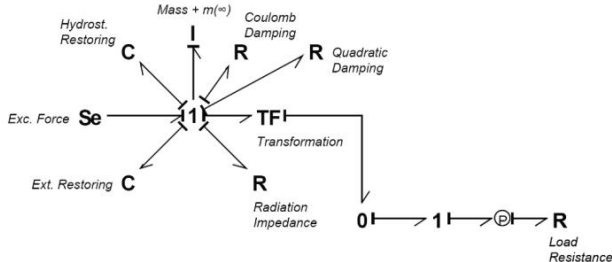 Mass + m(∞)
Hydrost.
Restoring
Coulomb
Damping
I
C
R
R
Quadratic
Damping
Exc. Force
Se
1
TF
Transformation
Ext. Restoring
C
R
Radiation
Impedance
0
1
P
R
Load
Resistance